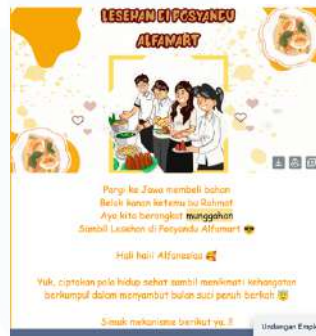 LESEHAN DI POSYANDU
ALFAMART
Pergi ke Jawa membeli bahan
Belok kanan ketemu bu Rahmat
Ayo kita berangkat munggahan
Sambil Lesehan di Posyandu Alfamart 😎
Hali haiii Alfanesian 🥰
Yuk, ciptakan pola hidup sehat sambil menikmati kehangatan
berkumpul dalam menyambut bulan suci penuh berkah 😇
Simak mekanisme berikut ya..!!